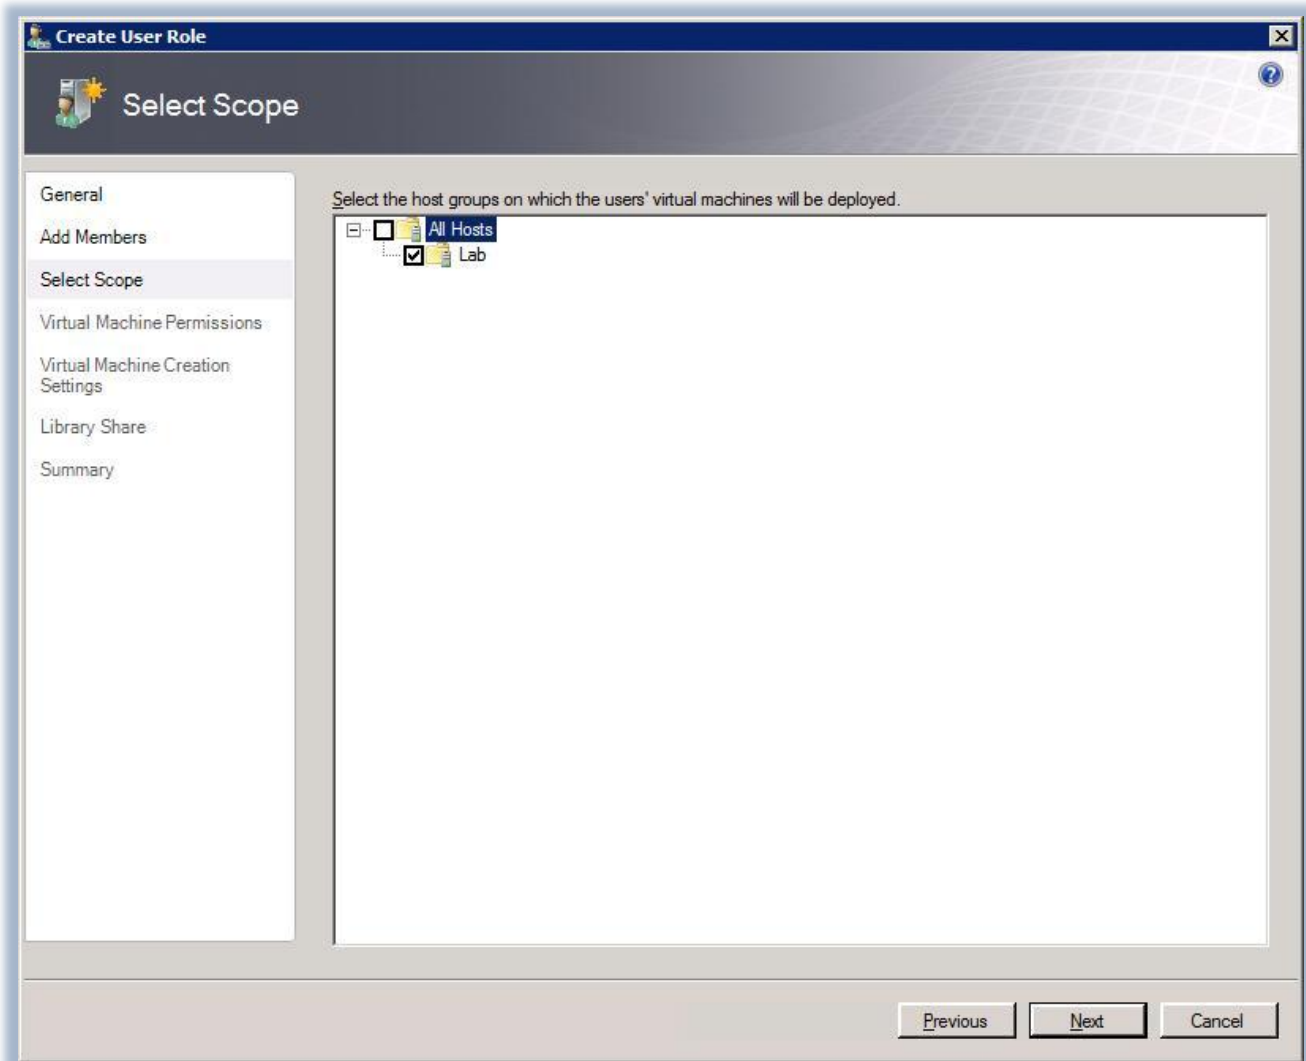 Create User Role
Select Scope
General
Add Members
Select Scope
Virtual Machine Permissions
Virtual Machine Creation
Settings
Library Share
Summary
Select the host groups on which the users' virtual machines will be deployed.
All Hosts
Lab
Previous
Next
Cancel